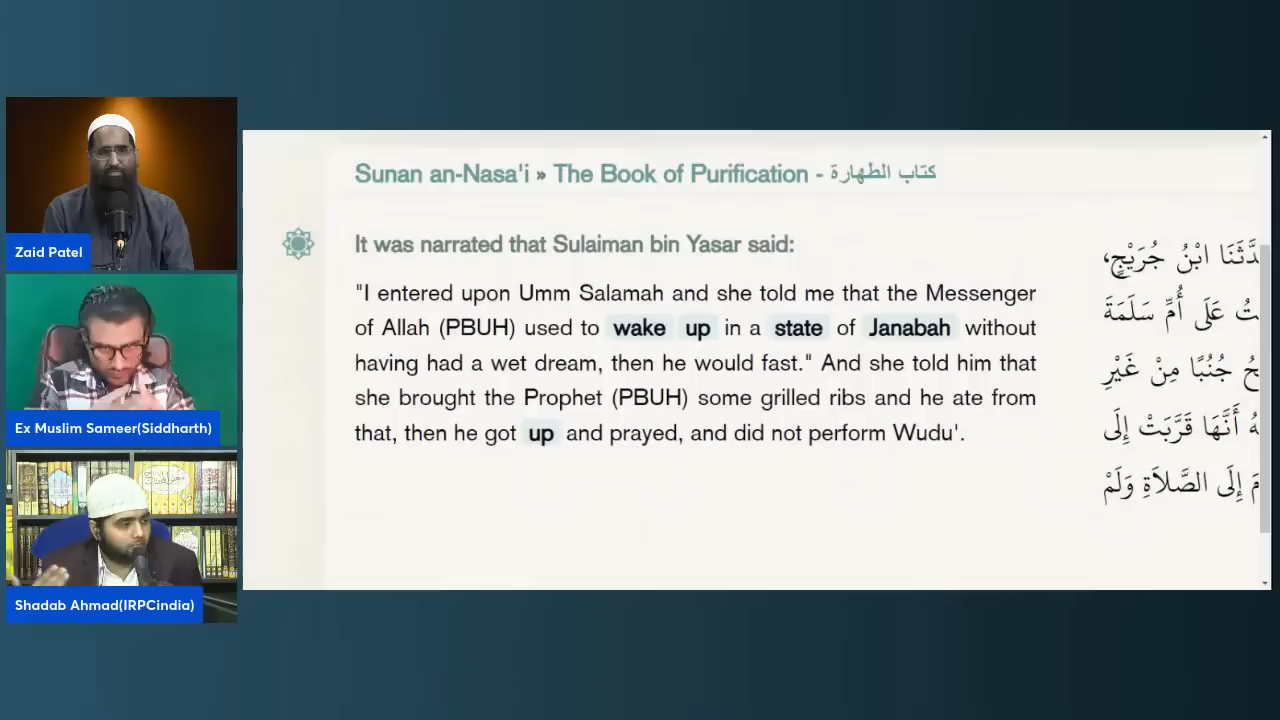 Zaid Patel
Ex Muslim Sameer(Siddharth)
Shadab Ahmad(IRPCindia)
Sunan an-Nasa'i » The Book of Purification - كتاب الطهارة
It was narrated that Sulaiman bin Yasar said:
"I entered upon Umm Salamah and she told me that the Messenger
of Allah (PBUH) used to wake up in a state of Janabah without
having had a wet dream, then he would fast." And she told him that
she brought the Prophet (PBUH) some grilled ribs and he ate from
that, then he got up and prayed, and did not perform Wudu'.
ابْنُ جُرَيْجٍ،
عَلَى أُمِّ سَلَمَةَ
جُنُبًا مِنْ غَيْرِ
أَنَّهَا قَرَّبَتْ إِلَى
إِلَى الصَّلاَةِ وَلَمْ